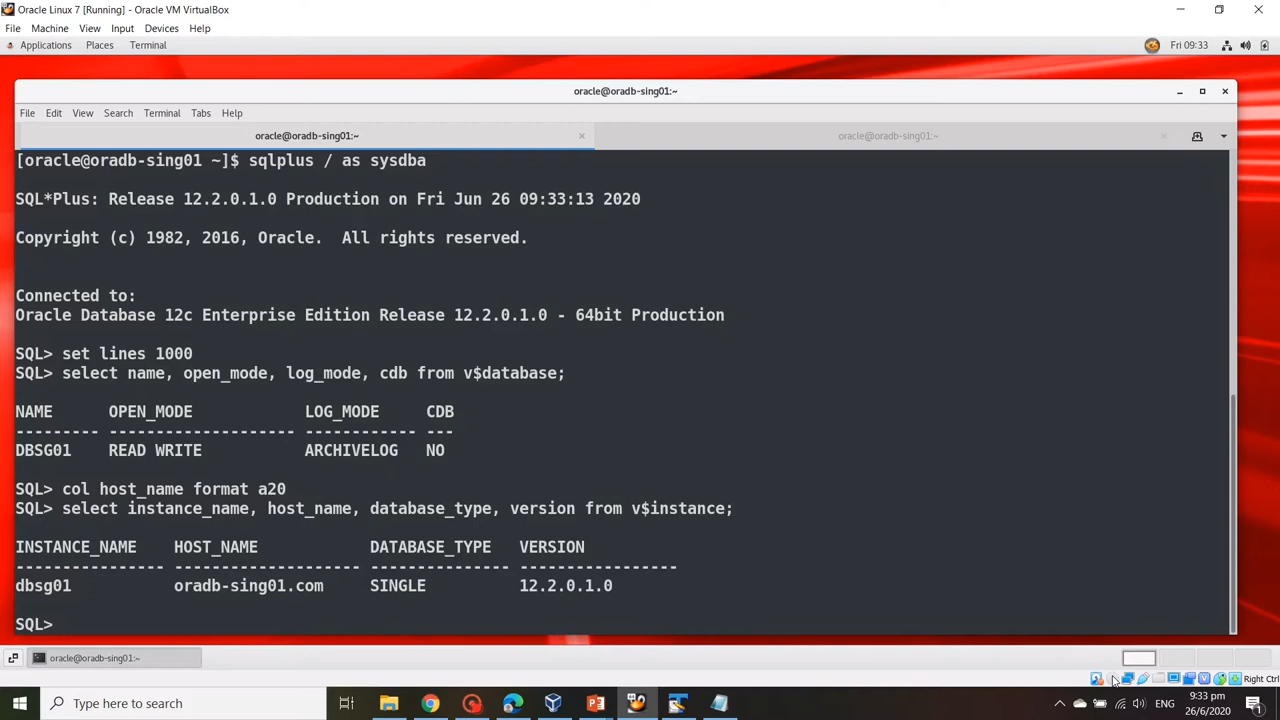 Oracle Linux 7 [Running] - Oracle VM VirtualBox
File Machine View Input Devices Help
Applications Places Terminal Fri 09:33
oracle@oradb-sing01:~
File Edit View Search Terminal Tabs Help
oracle@oradb-sing01:~ × oracle@oradb-sing01:~ ×
[oracle@oradb-sing01 ~]$ sqlplus / as sysdba
SQL*Plus: Release 12.2.0.1.0 Production on Fri Jun 26 09:33:13 2020
Copyright (c) 1982, 2016, Oracle.  All rights reserved.
Connected to:
Oracle Database 12c Enterprise Edition Release 12.2.0.1.0 - 64bit Production
SQL> set lines 1000
SQL> select name, open_mode, log_mode, cdb from v$database;
NAME      OPEN_MODE            LOG_MODE     CDB
--------- -------------------- ------------ ---
DBSG01    READ WRITE           ARCHIVELOG   NO
SQL> col host_name format a20
SQL> select instance_name, host_name, database_type, version from v$instance;
INSTANCE_NAME    HOST_NAME            DATABASE_TYPE   VERSION
---------------- -------------------- --------------- -----------------
dbsg01           oradb-sing01.com     SINGLE          12.2.0.1.0
SQL>
oracle@oradb-sing01:~
Right Ctrl
Type here to search
ENG
9:33 pm
26/6/2020
1